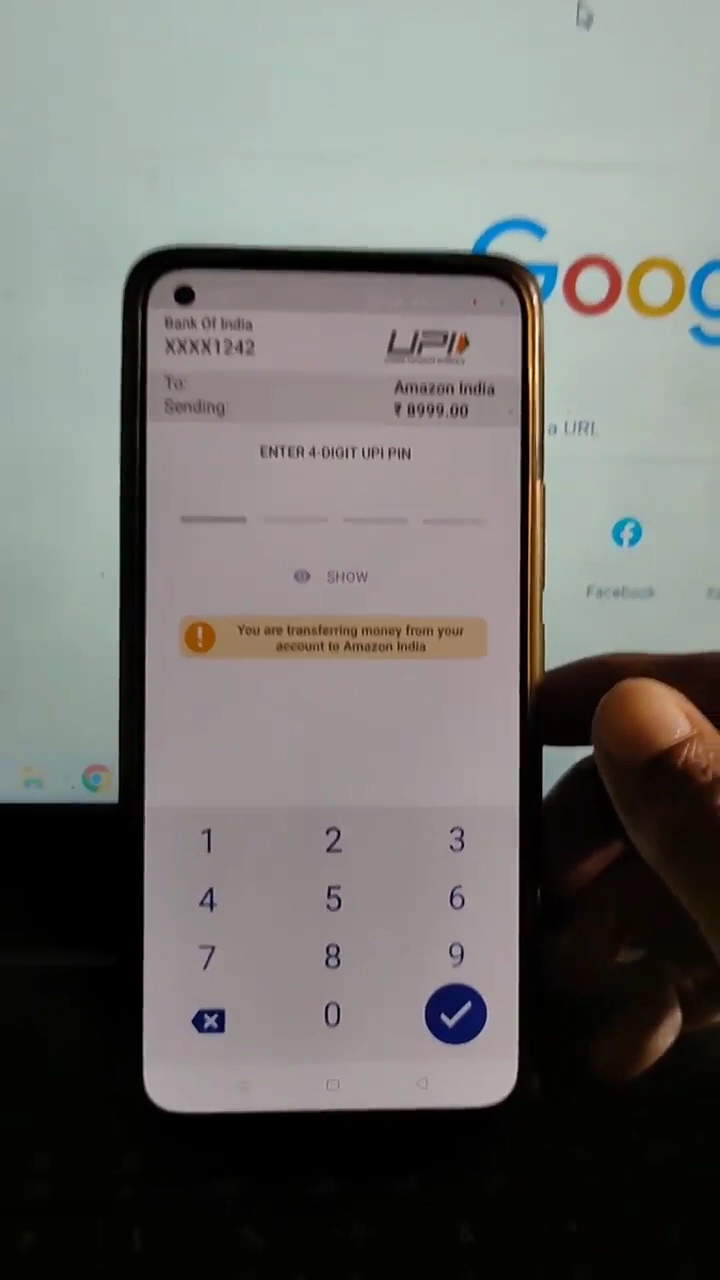 Google
a URL
Facebook
Bank Of India
XXXX1242
UPI
To:
Amazon India
Sending:
₹ 8999.00
ENTER 4-DIGIT UPI PIN
SHOW
You are transferring money from your
account to Amazon India
1 2 3
4 5 6
7 8 9
0